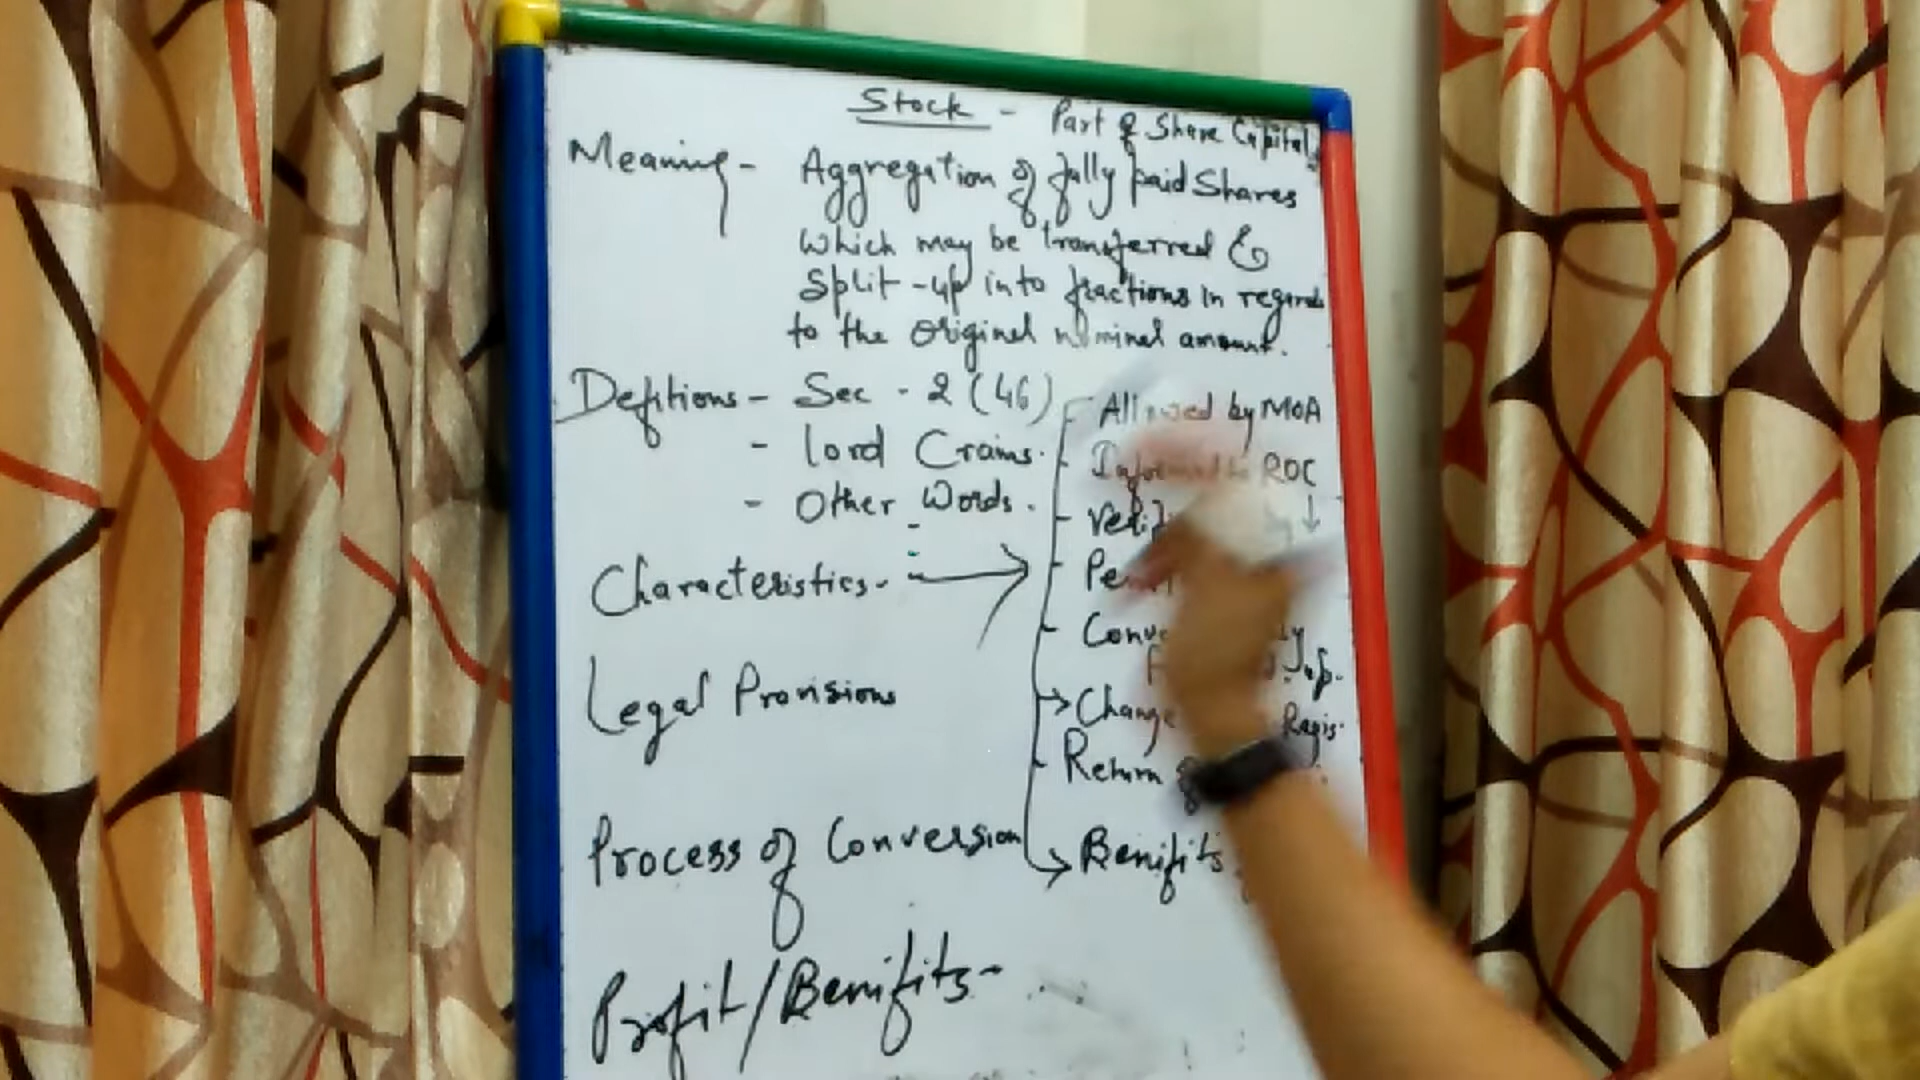 Stock - Part of Share Capital
Meaning - Aggregation of fully paid Shares
which may be transferred &
Split-up into fractions in regards
to the original nominal amount.
Defitions - Sec - 2 (46)
- Lord Crains.
- Other Words.
Characteristics.
Legal Provisions
Process of Conversion
Profit/Benifits-
Allowed by MOA
ROC
Change Regis.
Return of
Benifits